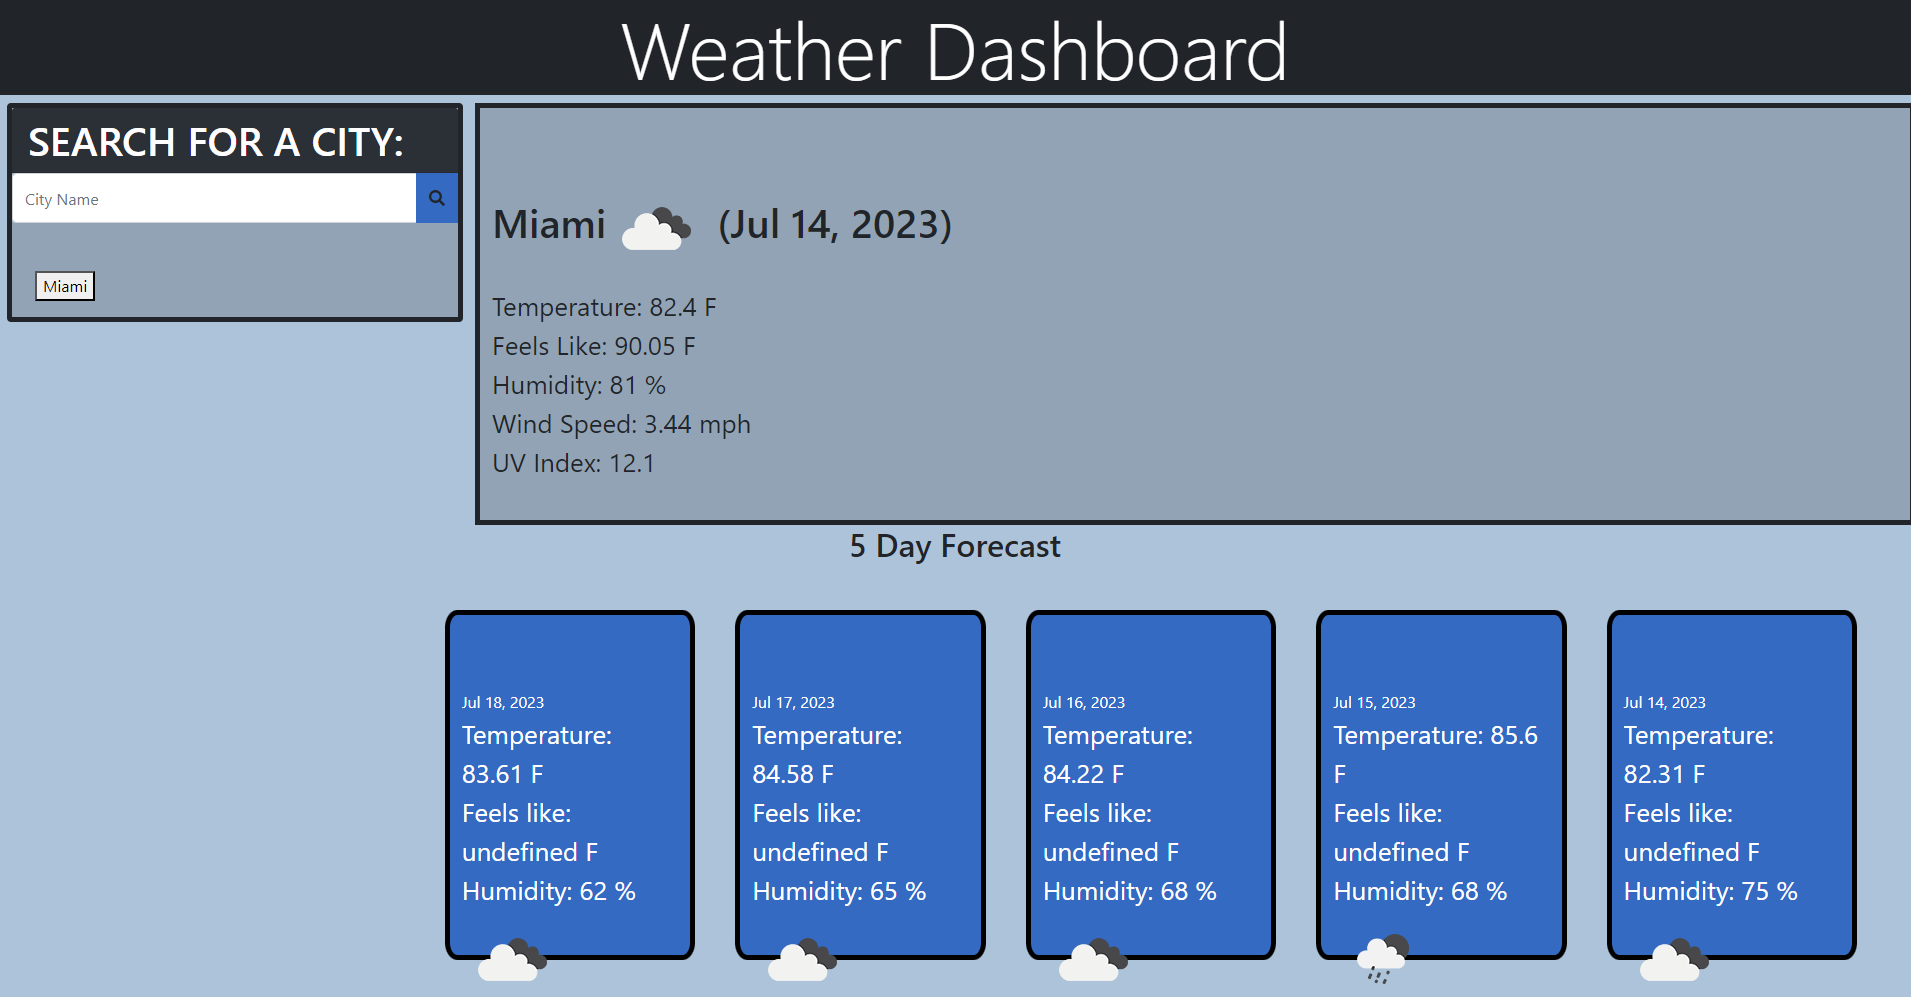 Weather Dashboard
SEARCH FOR A CITY:
City Name
Miami
Miami (Jul 14, 2023)
Temperature: 82.4 F
Feels Like: 90.05 F
Humidity: 81 %
Wind Speed: 3.44 mph
UV Index: 12.1
5 Day Forecast
Jul 18, 2023
Temperature:
83.61 F
Feels like:
undefined F
Humidity: 62 %
Jul 17, 2023
Temperature:
84.58 F
Feels like:
undefined F
Humidity: 65 %
Jul 16, 2023
Temperature:
84.22 F
Feels like:
undefined F
Humidity: 68 %
Jul 15, 2023
Temperature: 85.6
F
Feels like:
undefined F
Humidity: 68 %
Jul 14, 2023
Temperature:
82.31 F
Feels like:
undefined F
Humidity: 75 %